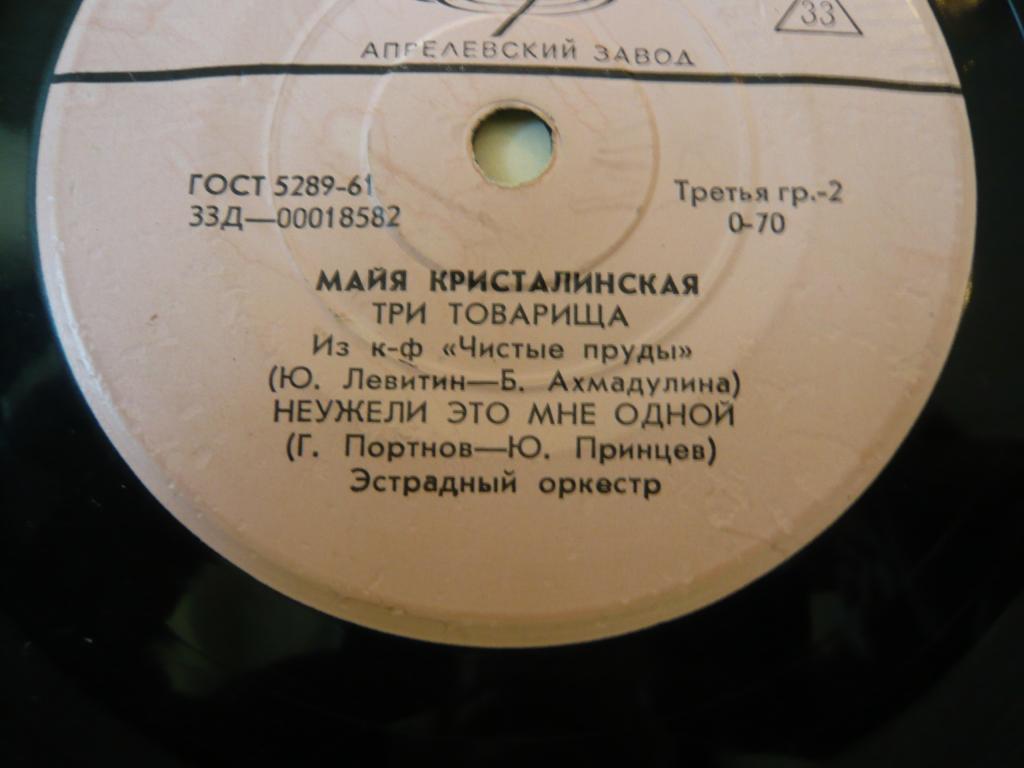 33
АПРЕЛЕВСКИЙ ЗАВОД
ГОСТ 5289-61
33Д—00018582
Третья гр.-2
0-70
МАЙЯ КРИСТАЛИНСКАЯ
ТРИ ТОВАРИЩА
Из к-ф «Чистые пруды»
(Ю. Левитин—Б. Ахмадулина)
НЕУЖЕЛИ ЭТО МНЕ ОДНОЙ
(Г. Портнов—Ю. Принцев)
Эстрадный оркестр